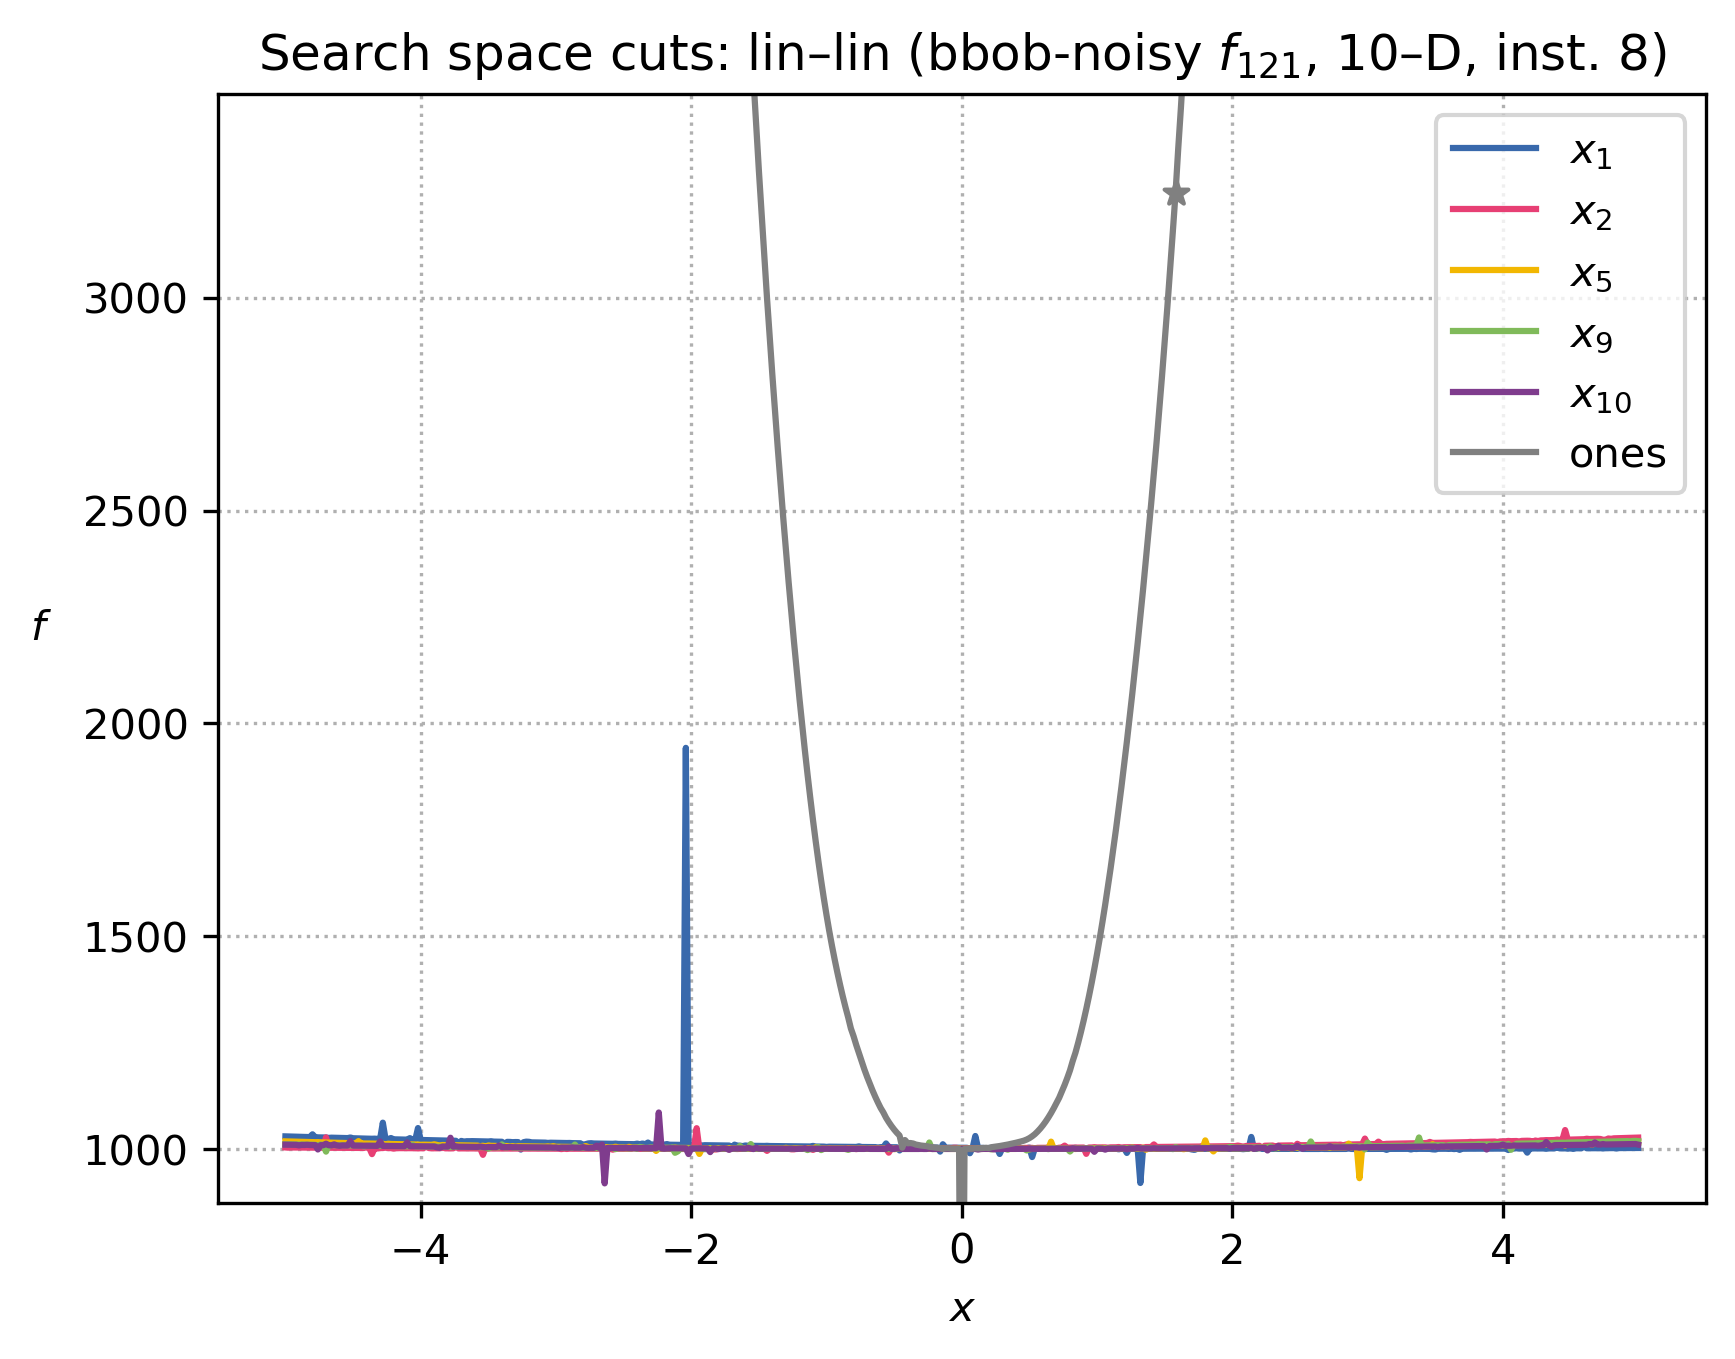 Search space cuts: lin–lin (bbob-noisy f₁₂₁, 10–D, inst. 8)
x₁
x₂
x₅
x₉
x₁₀
ones
3000
2500
2000
1500
1000
f
−4
−2
0
2
4
x